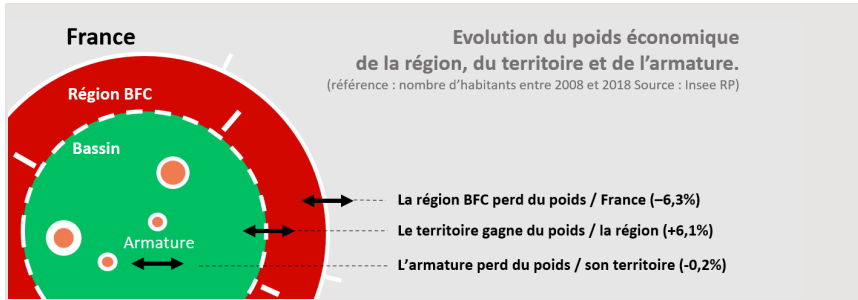 France
Evolution du poids économique
de la région, du territoire et de l’armature.
(référence : nombre d’habitants entre 2008 et 2018 Source : Insee RP)
Région BFC
Bassin
La région BFC perd du poids / France (–6,3%)
Le territoire gagne du poids / la région (+6,1%)
Armature
L’armature perd du poids / son territoire (-0,2%)